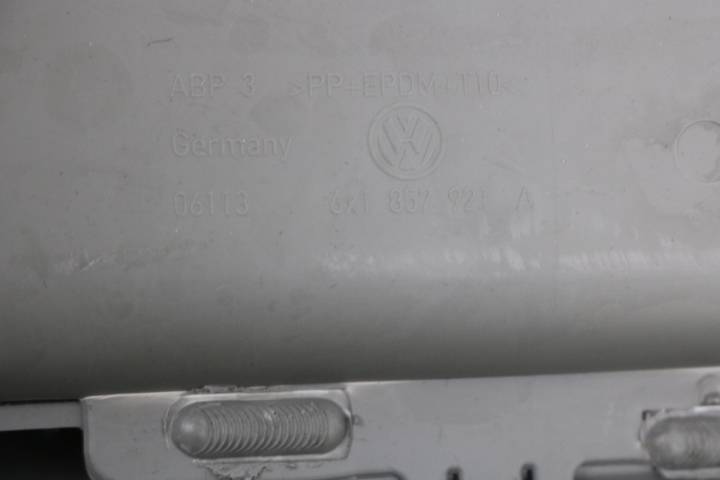 ABP 3 >PP+EPDM-T10<
Germany
06113 6X1 857 921 A